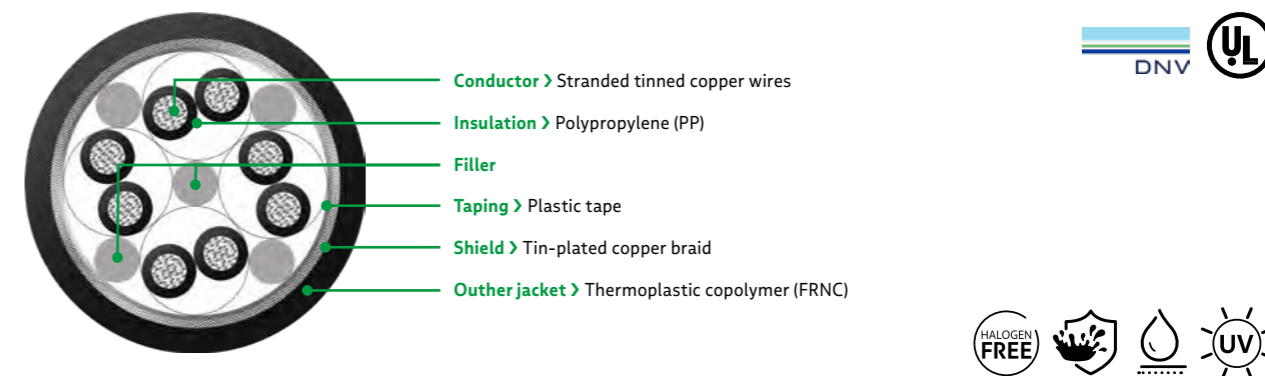 DNV
UL
Conductor › Stranded tinned copper wires
Insulation › Polypropylene (PP)
Filler
Taping › Plastic tape
Shield › Tin-plated copper braid
Outher jacket › Thermoplastic copolymer (FRNC)
HALOGEN
FREE
UV